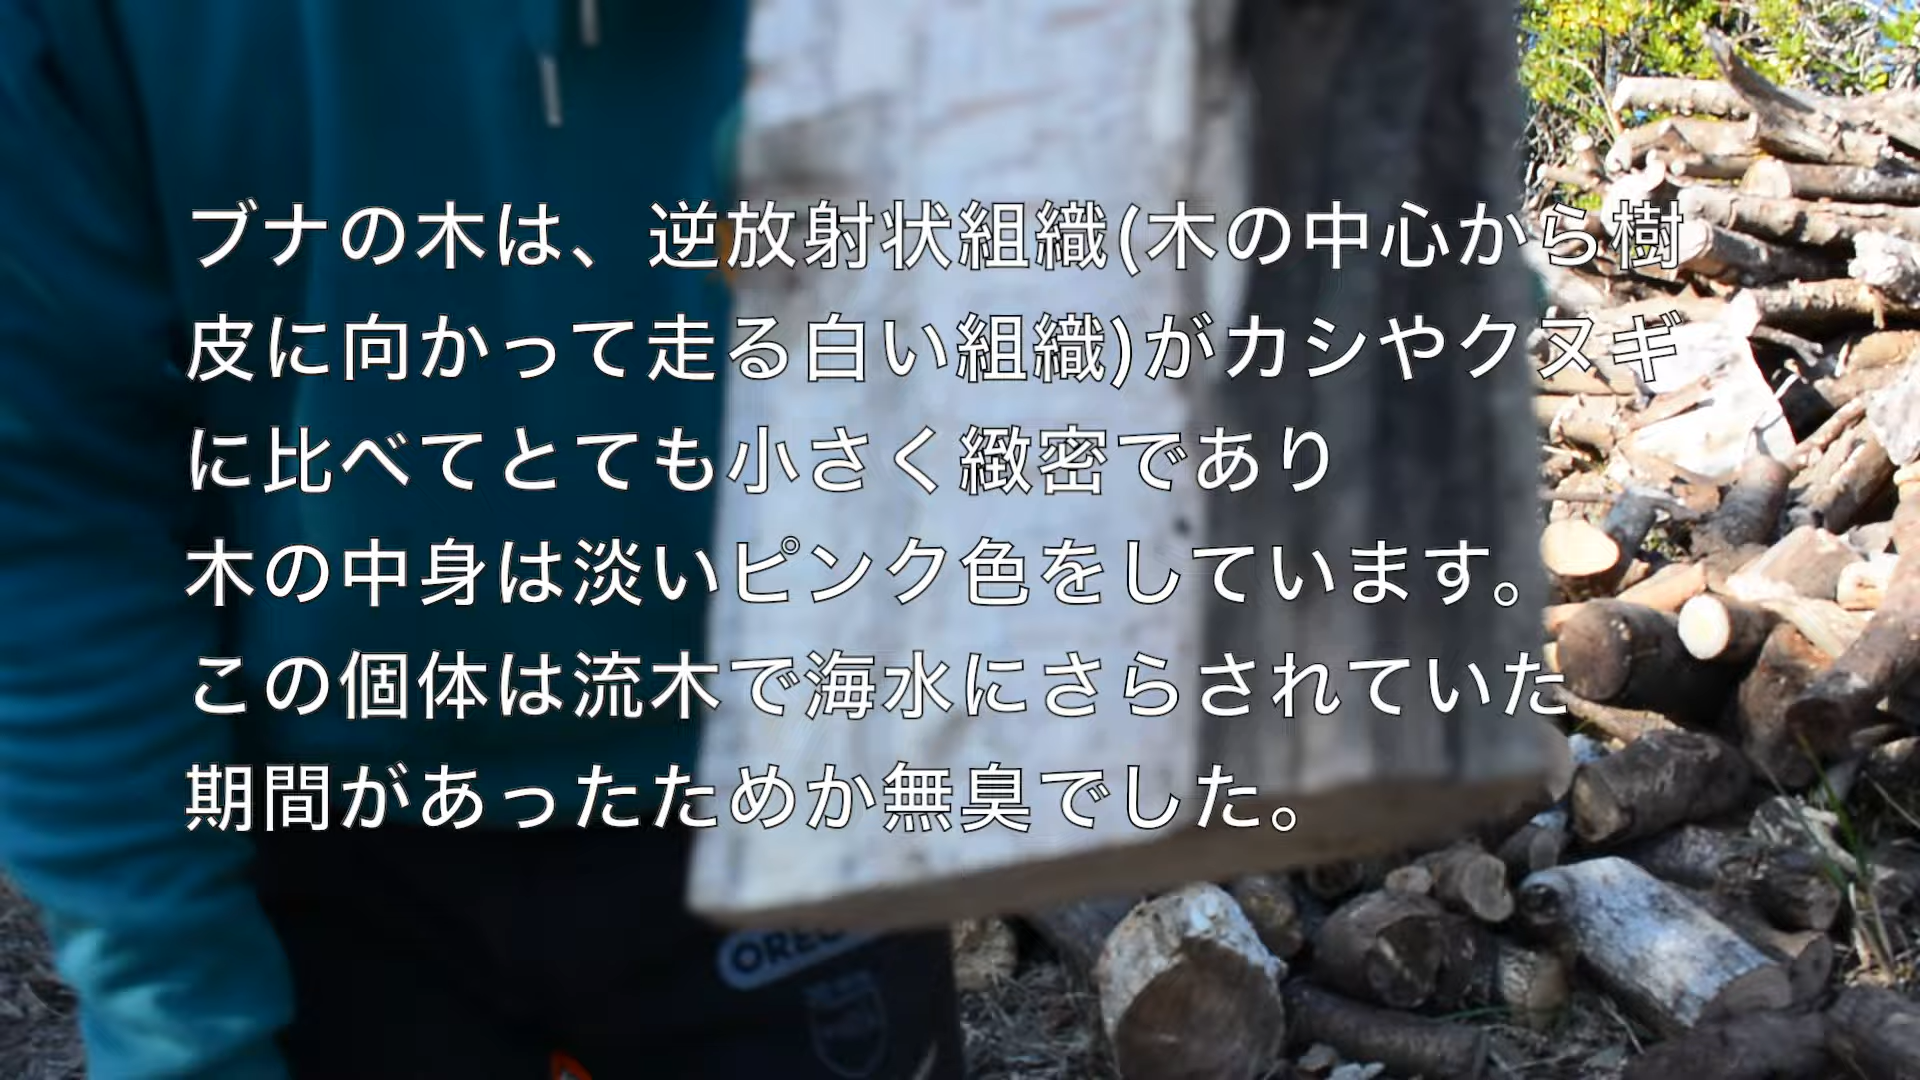 ブナの木は、逆放射状組織(木の中心から樹
皮に向かって走る白い組織)がカシやクヌギ
に比べてとても小さく緻密であり
木の中身は淡いピンク色をしています。
この個体は流木で海水にさらされていた
期間があったためか無臭でした。